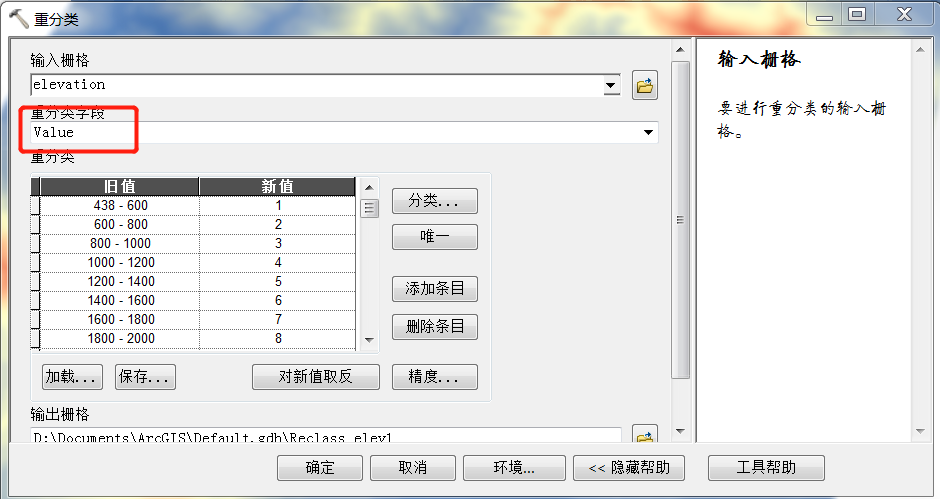 重分类
输入栅格
elevation
重分类字段
Value
重分类
旧值 新值
438 - 600 1
600 - 800 2
800 - 1000 3
1000 - 1200 4
1200 - 1400 5
1400 - 1600 6
1600 - 1800 7
1800 - 2000 8
分类...
唯一
添加条目
删除条目
加载... 保存... 对新值取反 精度...
输出栅格
D:\Documents\ArcGIS\Default.gdb\Reclass_elev1
确定 取消 环境... << 隐藏帮助 工具帮助
输入栅格
要进行重分类的输入栅
格。